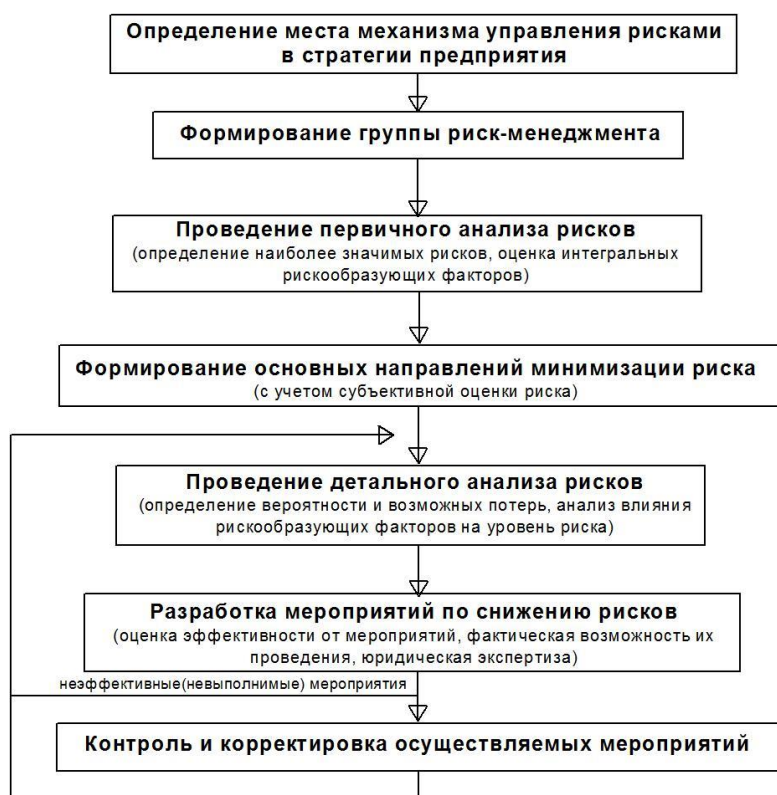 Определение места механизма управления рисками
в стратегии предприятия
Формирование группы риск-менеджмента
Проведение первичного анализа рисков
(определение наиболее значимых рисков, оценка интегральных
рискообразующих факторов)
Формирование основных направлений минимизации риска
(с учетом субъективной оценки риска)
Проведение детального анализа рисков
(определение вероятности и возможных потерь, анализ влияния
рискообразующих факторов на уровень риска)
Разработка мероприятий по снижению рисков
(оценка эффективности от мероприятий, фактическая возможность их
проведения, юридическая экспертиза)
неэффективные(невыполнимые) мероприятия
Контроль и корректировка осуществляемых мероприятий